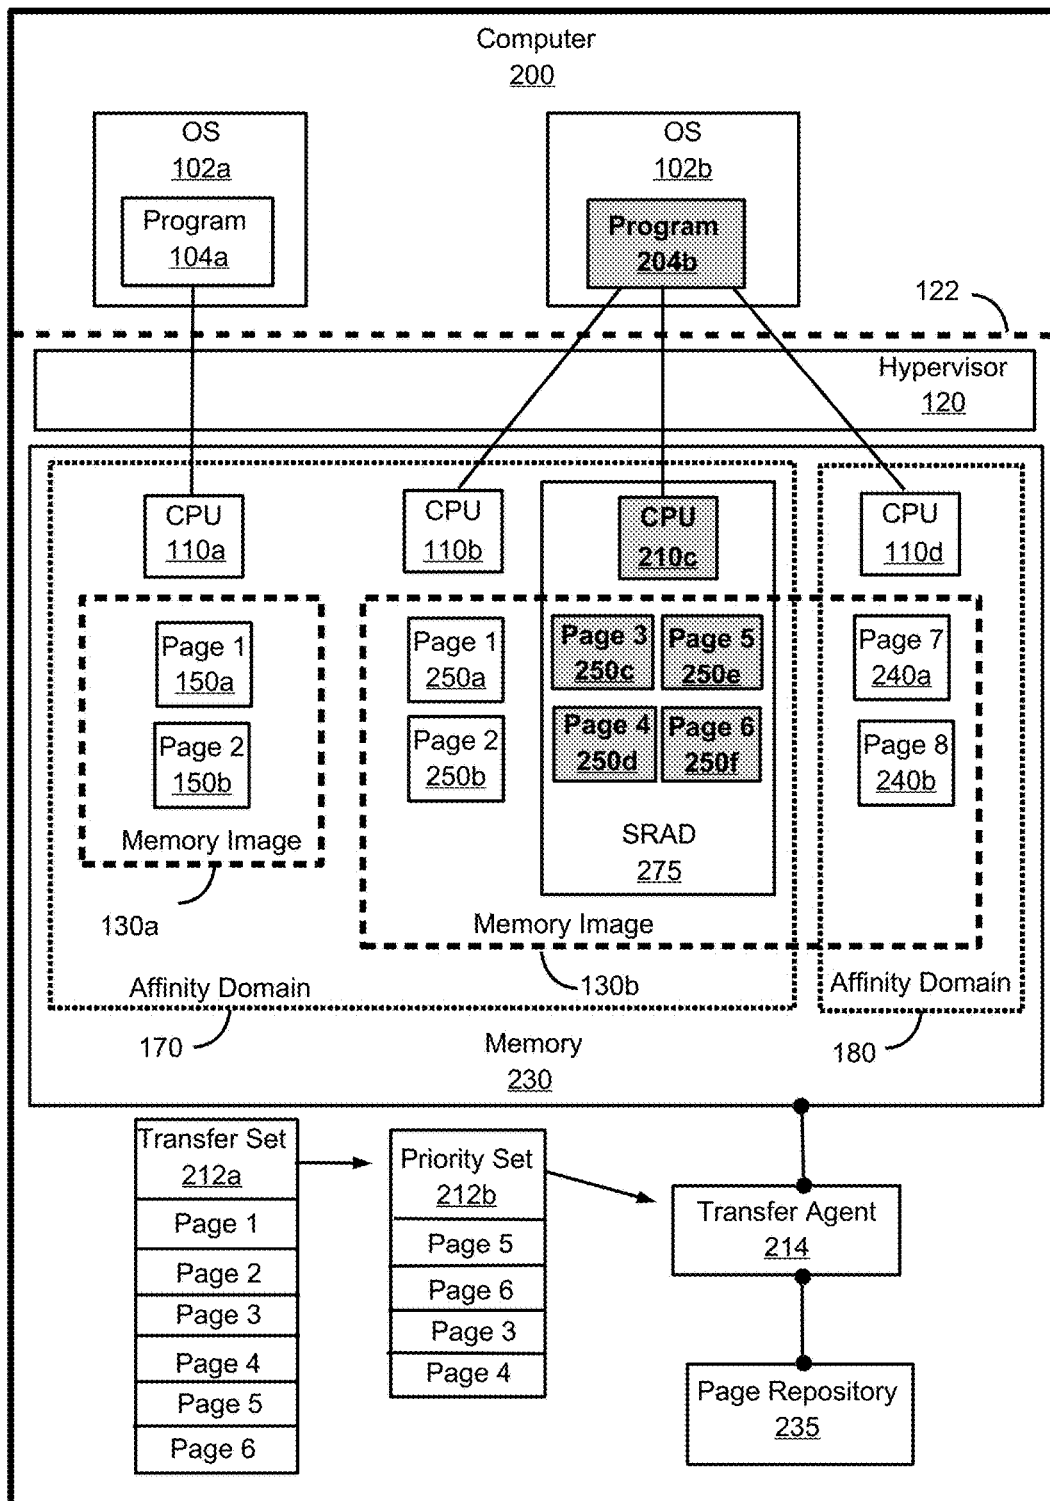 Computer
200
OS
102a
Program
104a
OS
102b
Program
204b
122
Hypervisor
120
CPU
110a
CPU
110b
CPU
210c
CPU
110d
Page 1
150a
Page 2
150b
Memory Image
130a
Page 1
250a
Page 2
250b
Page 3
250c
Page 5
250e
Page 4
250d
Page 6
250f
SRAD
275
Page 7
240a
Page 8
240b
Memory Image
130b
Affinity Domain
170
Affinity Domain
180
Memory
230
Transfer Set
212a
Page 1
Page 2
Page 3
Page 4
Page 5
Page 6
Priority Set
212b
Page 5
Page 6
Page 3
Page 4
Transfer Agent
214
Page Repository
235